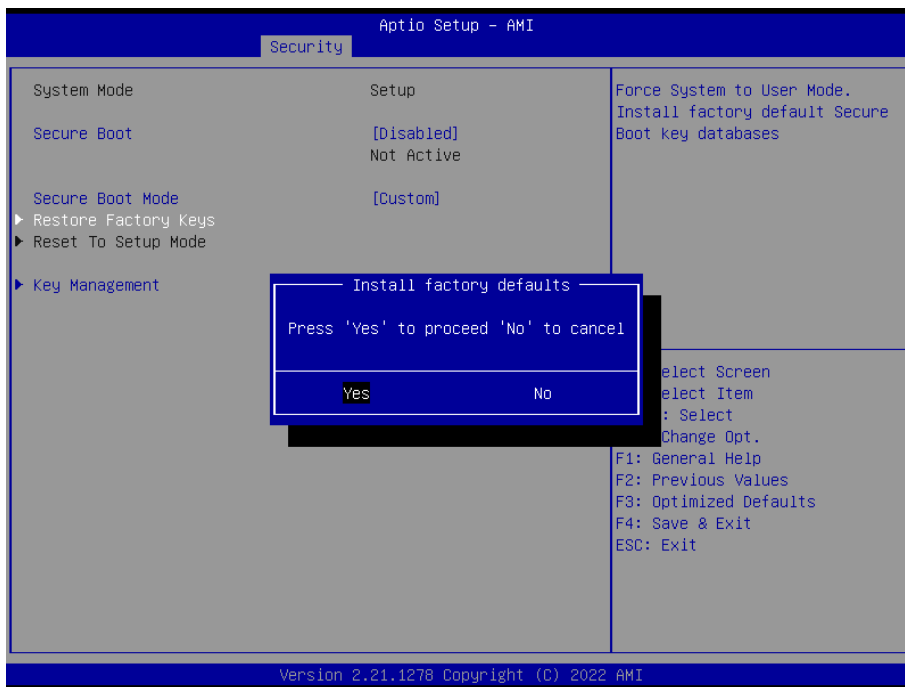 Aptio Setup – AMI
Security
System Mode Setup
Secure Boot [Disabled]
Not Active
Secure Boot Mode [Custom]
Restore Factory Keys
Reset To Setup Mode
Key Management
Force System to User Mode.
Install factory default Secure
Boot key databases
Install factory defaults
Press 'Yes' to proceed 'No' to cancel
Yes No
elect Screen
elect Item
: Select
Change Opt.
F1: General Help
F2: Previous Values
F3: Optimized Defaults
F4: Save & Exit
ESC: Exit
Version 2.21.1278 Copyright (C) 2022 AMI